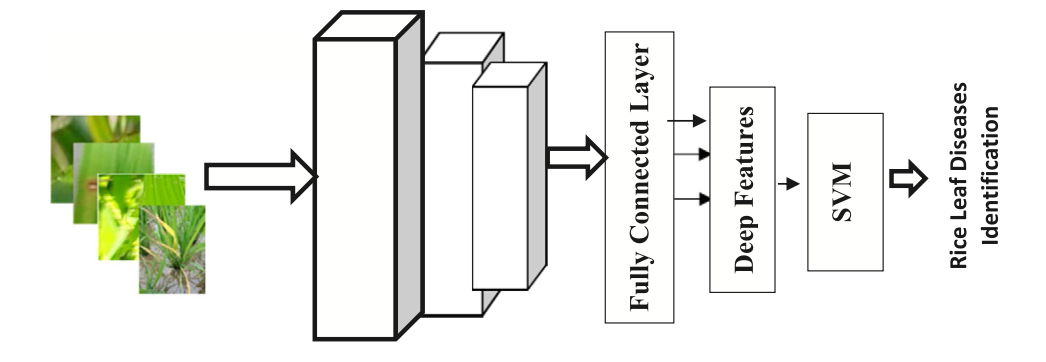 Fully Connected Layer
Deep Features
SVM
Rice Leaf Diseases
Identification